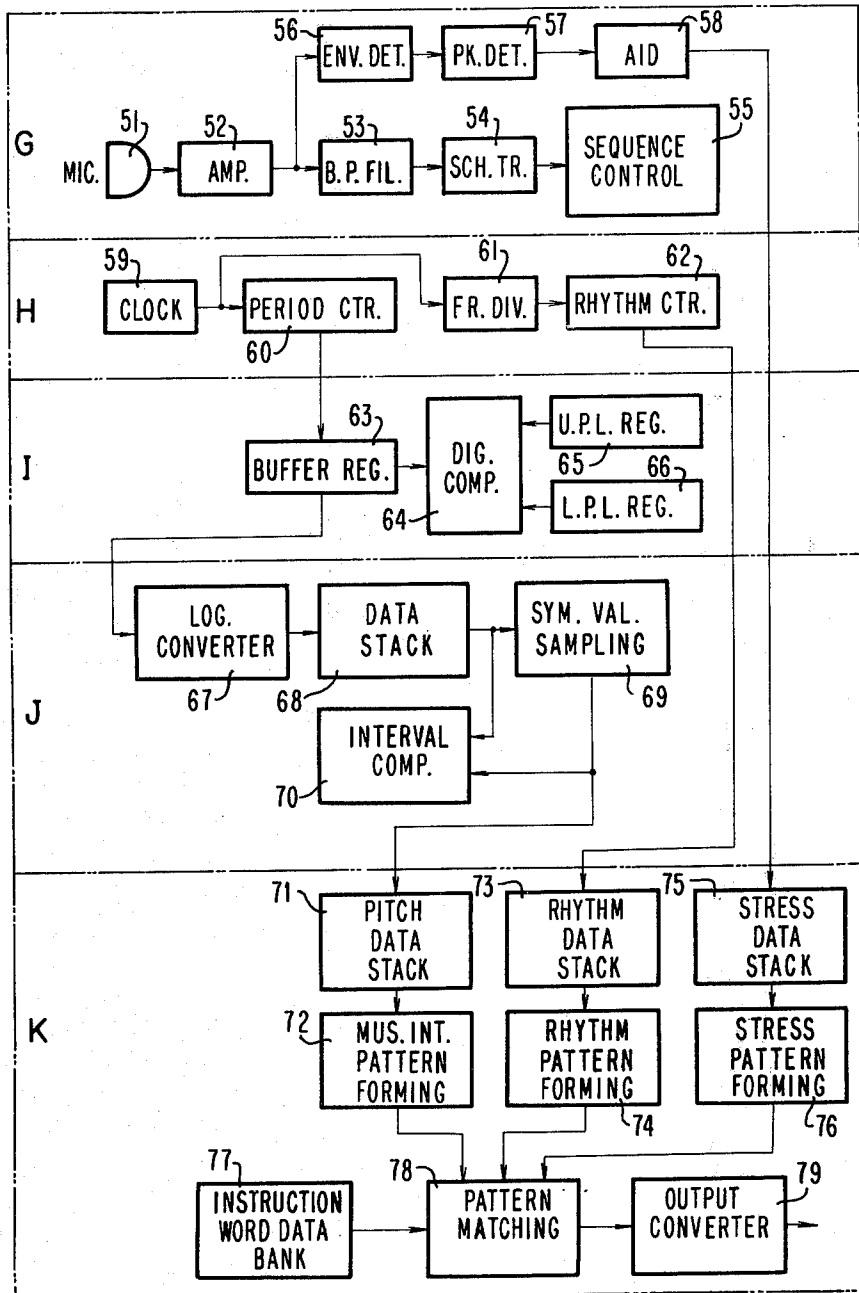 56
57
58
ENV. DET.
PK. DET.
AID
G
51
52
53
54
55
MIC.
AMP.
B.P. FIL.
SCH. TR.
SEQUENCE
CONTROL
H
59
61
62
CLOCK
PERIOD CTR.
FR. DIV.
RHYTHM CTR.
60
I
63
U.P.L. REG.
65
BUFFER REG.
DIG.
COMP.
64
66
L.P.L. REG.
J
LOG.
CONVERTER
67
DATA
STACK
68
SYM. VAL.
SAMPLING
69
INTERVAL
COMP.
70
K
71
PITCH
DATA
STACK
73
RHYTHM
DATA
STACK
75
STRESS
DATA
STACK
72
MUS. INT.
PATTERN
FORMING
RHYTHM
PATTERN
FORMING
74
STRESS
PATTERN
FORMING
76
77
INSTRUCTION
WORD DATA
BANK
78
PATTERN
MATCHING
79
OUTPUT
CONVERTER